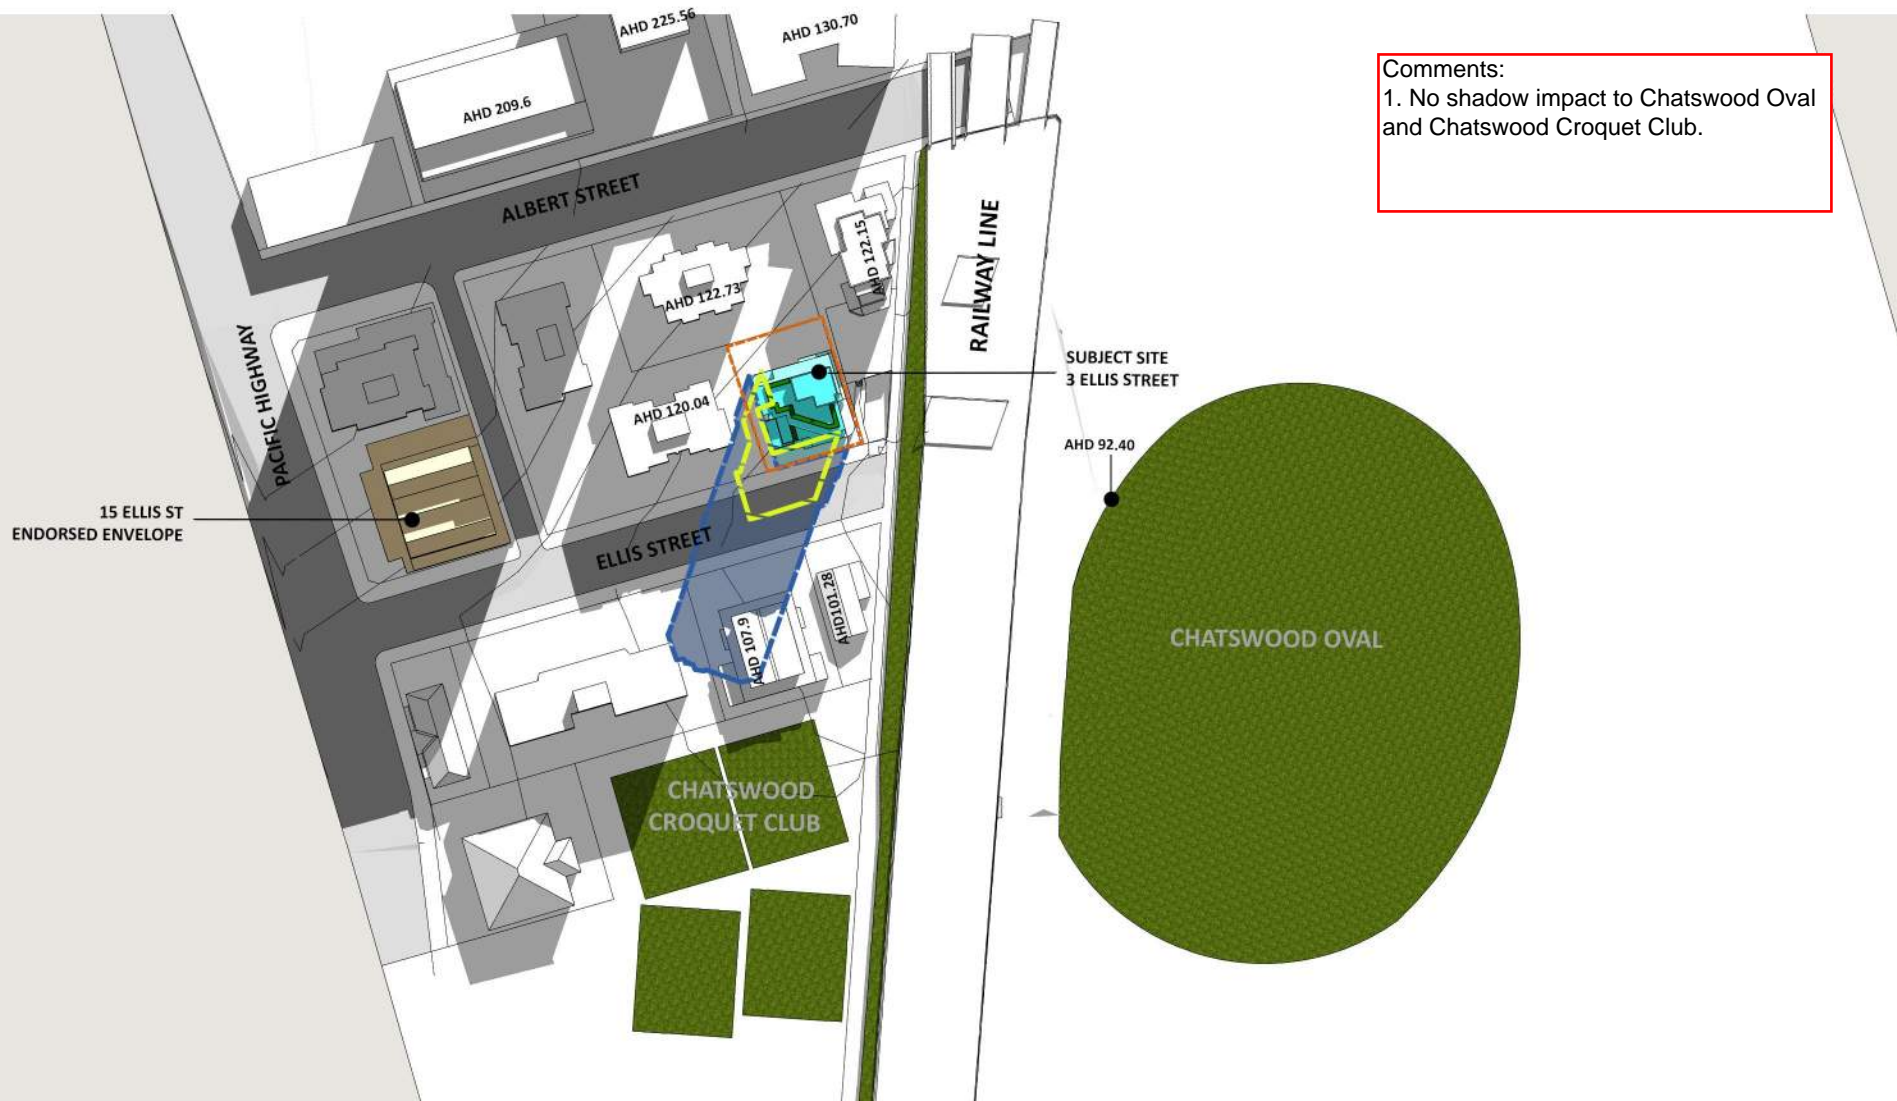 AHD 225.56
AHD 130.70
Comments:
1. No shadow impact to Chatswood Oval
and Chatswood Croquet Club.
AHD 209.6
ALBERT STREET
AHD 122.15
RAILWAY LINE
AHD 122.73
PACIFIC HIGHWAY
SUBJECT SITE
3 ELLIS STREET
AHD 120.04
AHD 92.40
15 ELLIS ST
ENDORSED ENVELOPE
ELLIS STREET
AHD101.28
AHD 107.9
CHATSWOOD OVAL
CHATSWOOD
CROQUET CLUB